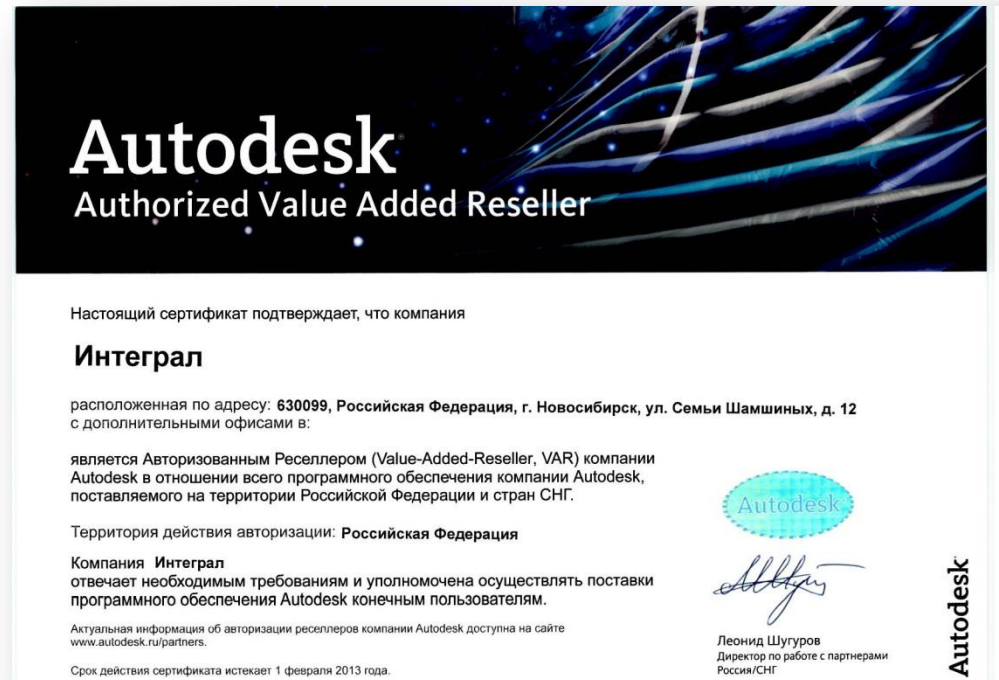 Autodesk
Authorized Value Added Reseller
Настоящий сертификат подтверждает, что компания
Интеграл
расположенная по адресу: 630099, Российская Федерация, г. Новосибирск, ул. Семьи Шамшиных, д. 12
с дополнительными офисами в:
является Авторизованным Реселлером (Value-Added-Reseller, VAR) компании
Autodesk в отношении всего программного обеспечения компании Autodesk,
поставляемого на территории Российской Федерации и стран СНГ.
Территория действия авторизации: Российская Федерация
Компания Интеграл
отвечает необходимым требованиям и уполномочена осуществлять поставки
программного обеспечения Autodesk конечным пользователям.
Актуальная информация об авторизации реселлеров компании Autodesk доступна на сайте
www.autodesk.ru/partners.
Срок действия сертификата истекает 1 февраля 2013 года.
Autodesk
Леонид Шугуров
Директор по работе с партнерами
Россия/СНГ
Autodesk